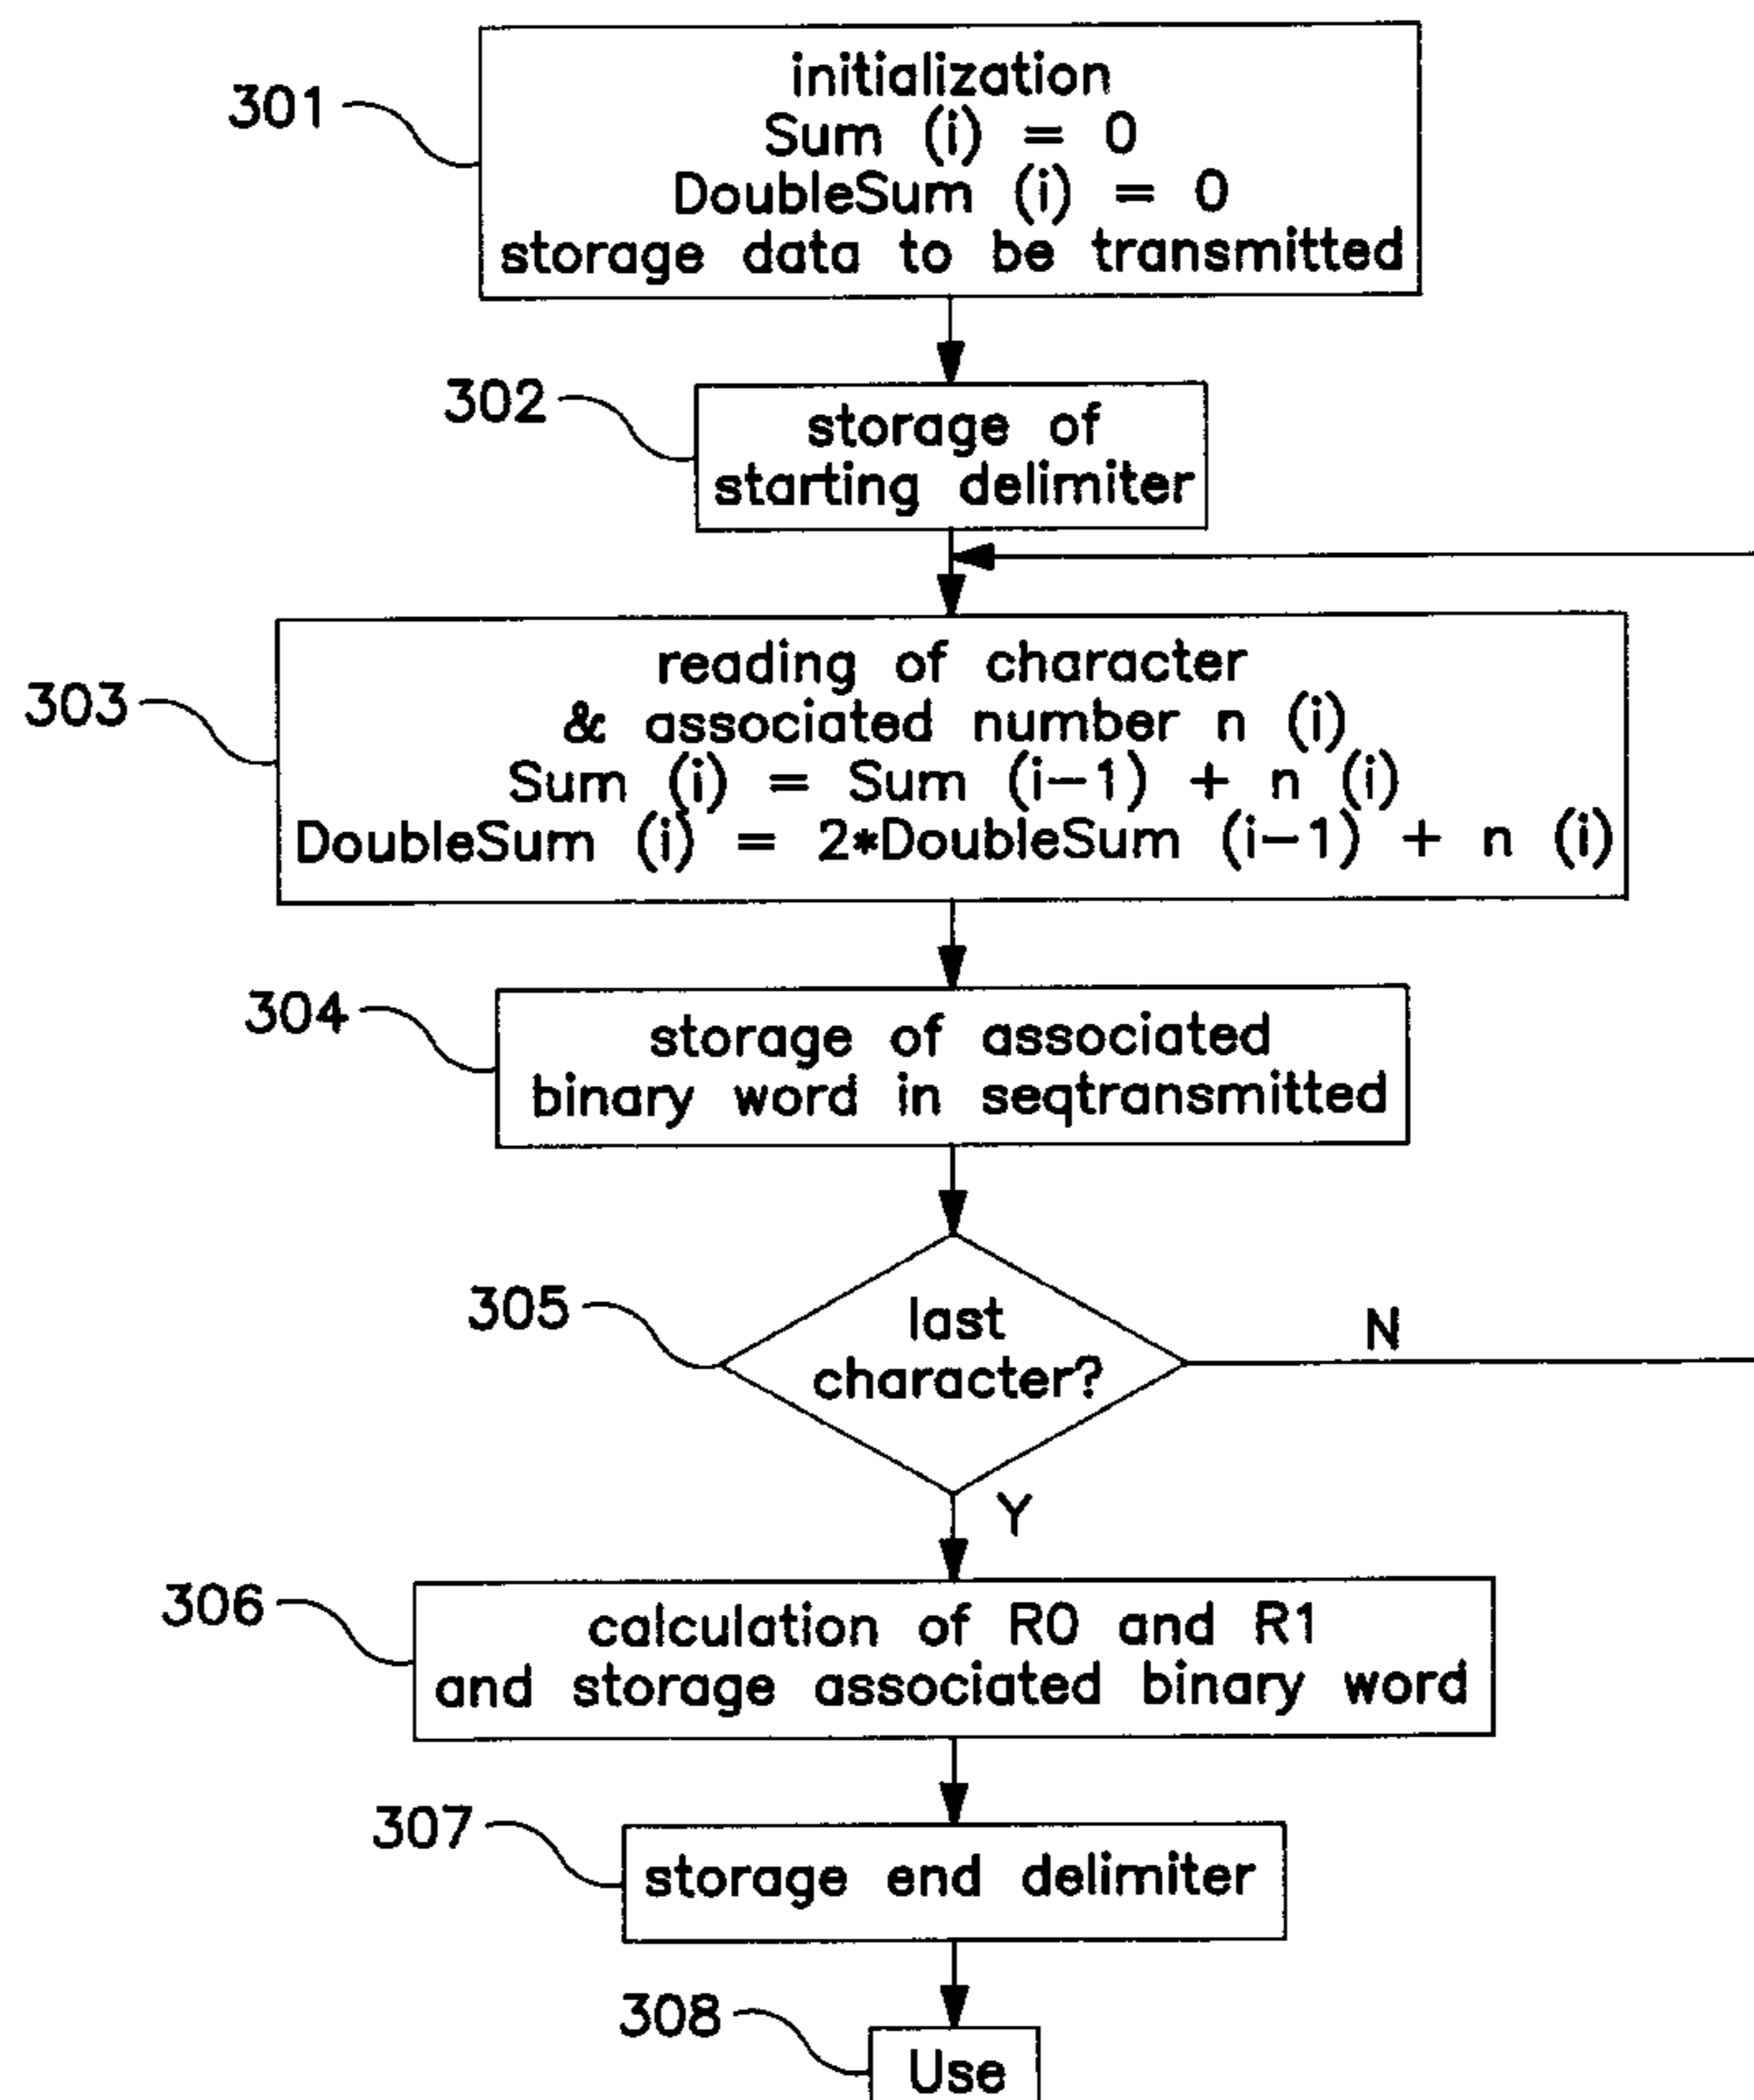 301
initialization
Sum (i) = 0
DoubleSum (i) = 0
storage data to be transmitted
302
storage of
starting delimiter
303
reading of character
& associated number n (i)
Sum (i) = Sum (i-1) + n (i)
DoubleSum (i) = 2*DoubleSum (i-1) + n (i)
304
storage of associated
binary word in seqtransmitted
305
last
character?
N
Y
306
calculation of R0 and R1
and storage associated binary word
307
storage end delimiter
308
Use